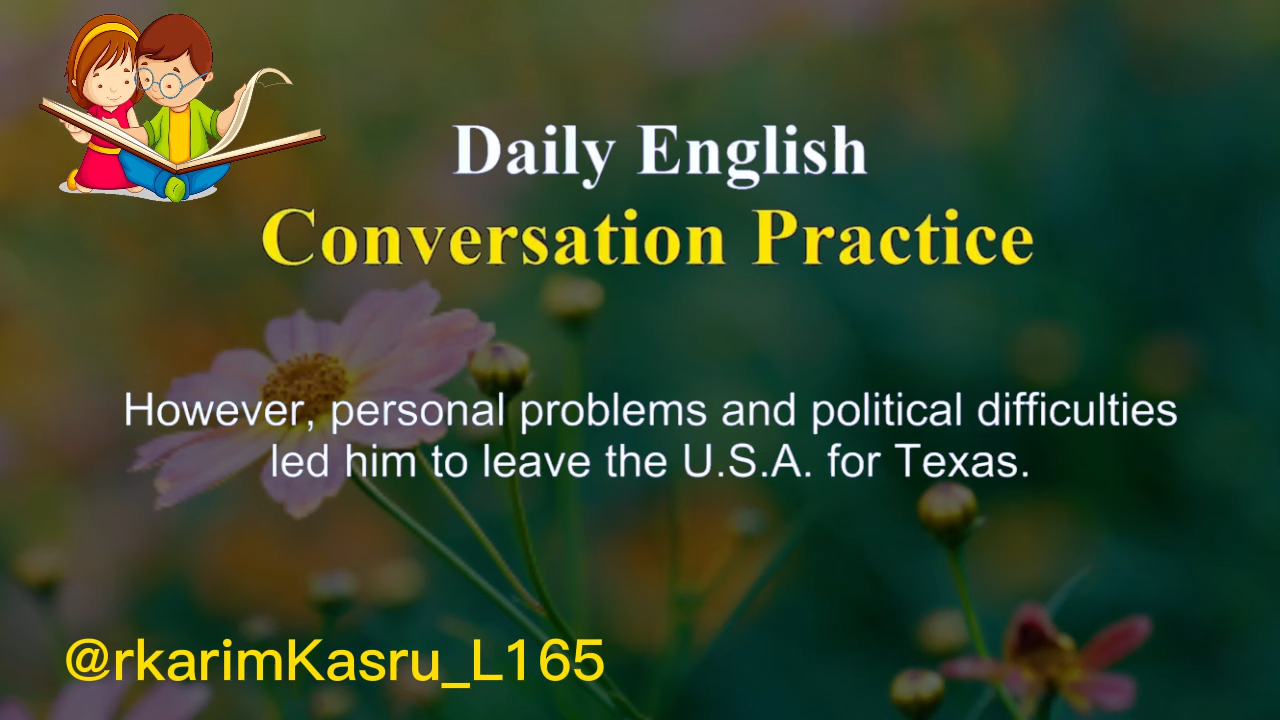 Daily English
Conversation Practice
However, personal problems and political difficulties
led him to leave the U.S.A. for Texas.
@rkarimKasru_L165